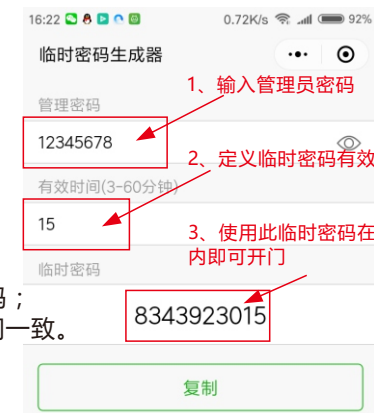 16:22 0.72K/s 92%
临时密码生成器
1、输入管理员密码
管理密码
12345678
2、定义临时密码有效
有效时间(3-60分钟)
15
3、使用此临时密码在
内即可开门
临时密码
码；
8343923015
间一致。
复制